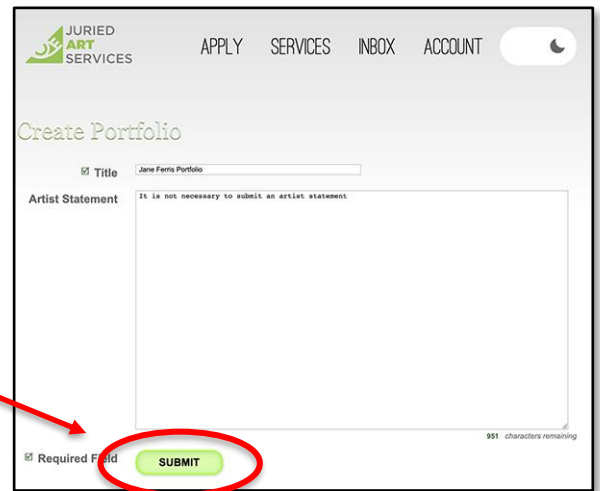 JURIED
ART
SERVICES
APPLY SERVICES INBOX ACCOUNT
Create Portfolio
Title Jane Ferris Portfolio
Artist Statement It is not necessary to submit an artist statement
951 characters remaining
Required Field SUBMIT